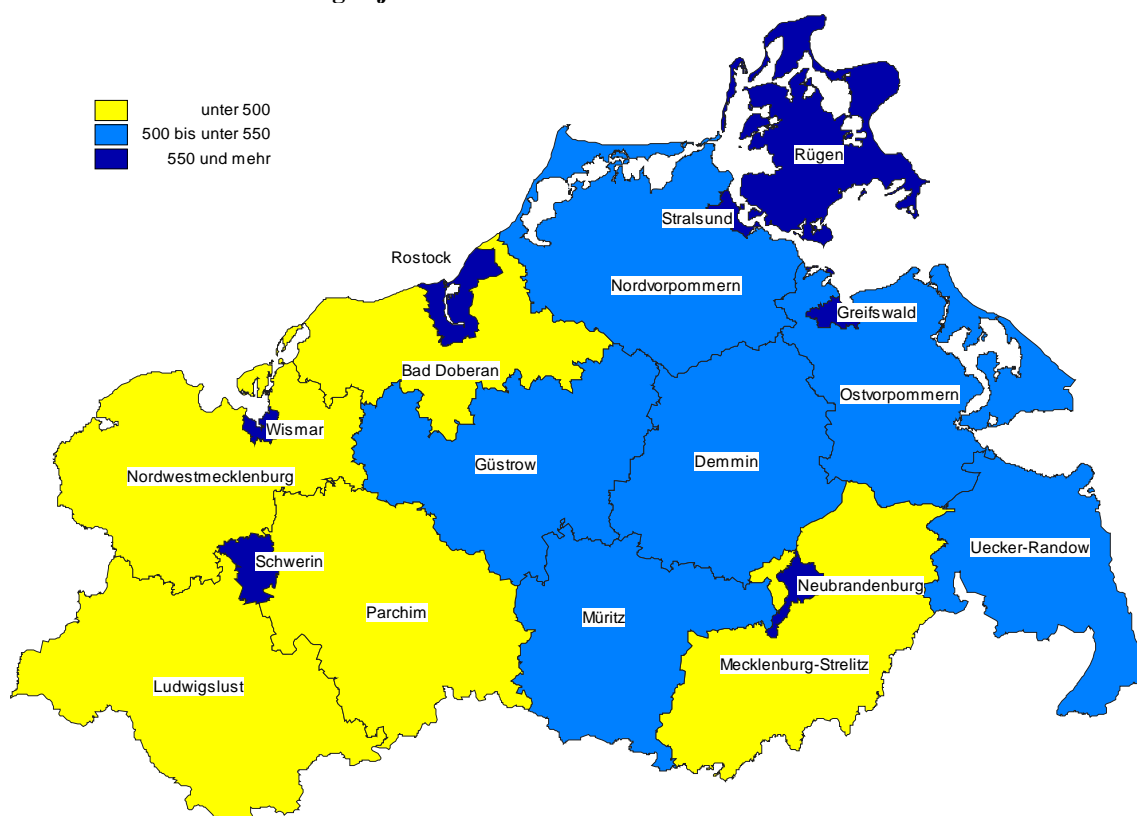 unter 500
500 bis unter 550
550 und mehr
Rügen
Stralsund
Rostock
Nordvorpommern
Greifswald
Bad Doberan
Ostvorpommern
Wismar
Güstrow
Demmin
Nordwestmecklenburg
Uecker-Randow
Schwerin
Neubrandenburg
Parchim
Müritz
Mecklenburg-Strelitz
Ludwigslust